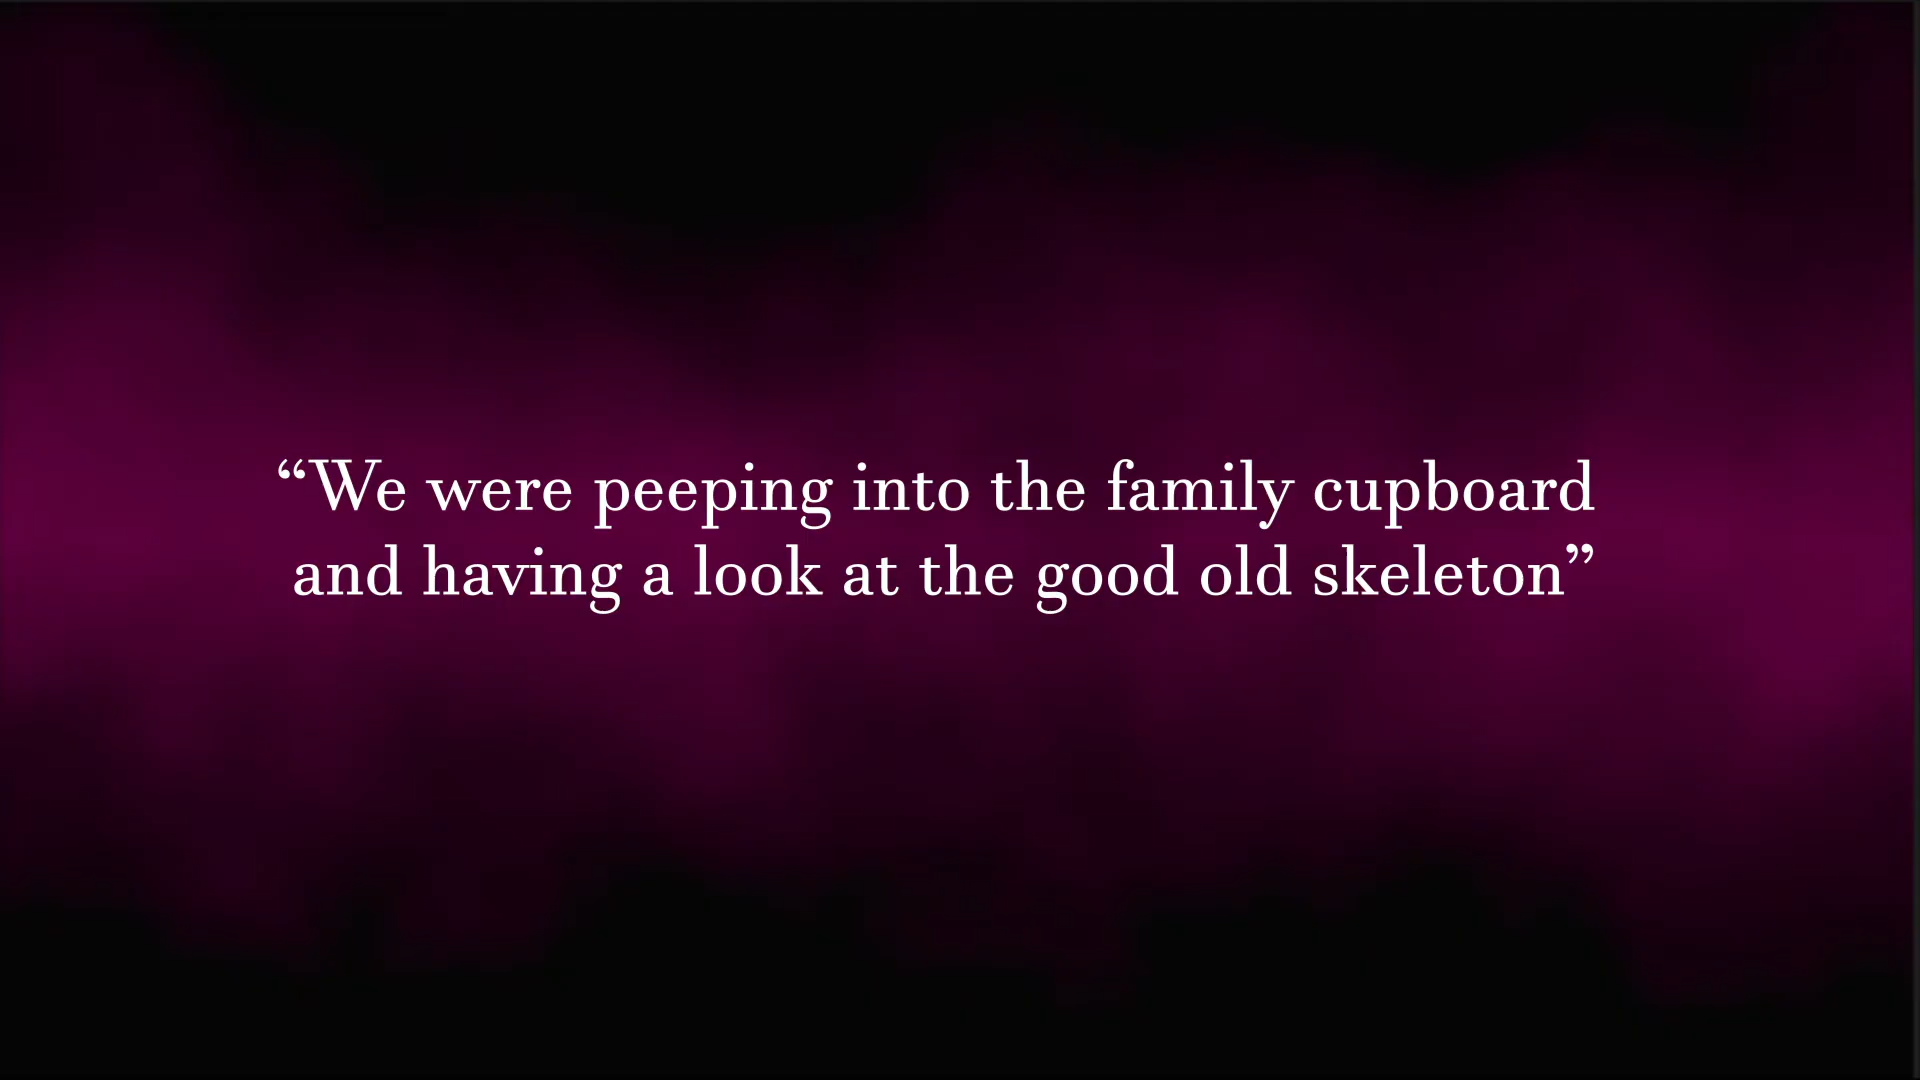 “We were peeping into the family cupboard
and having a look at the good old skeleton”